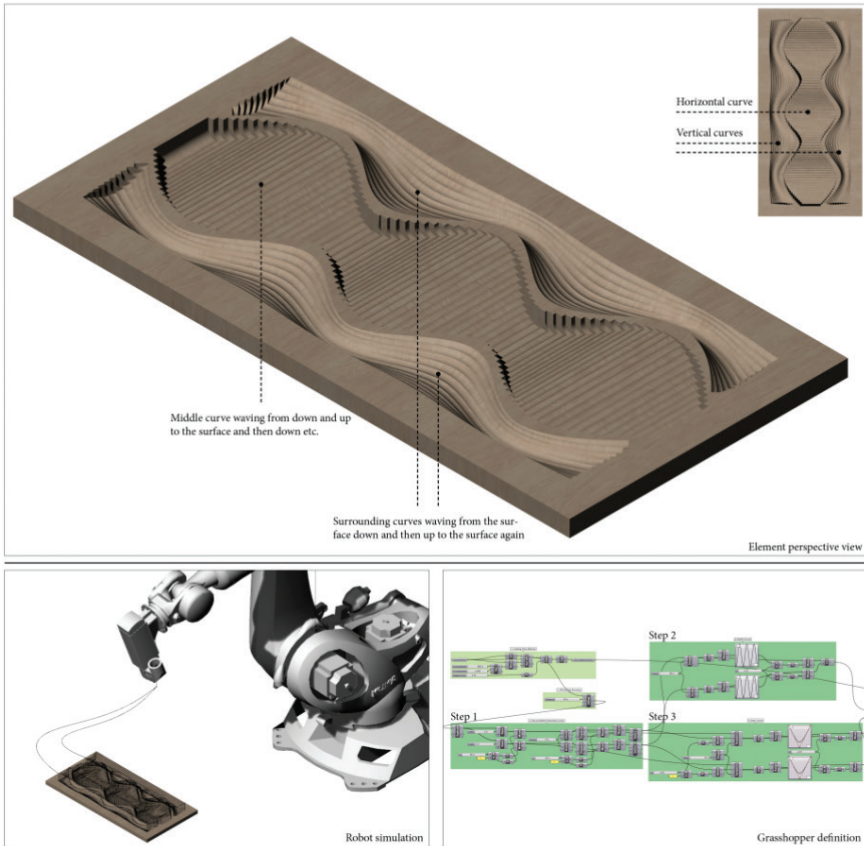 Horizontal curve
Vertical curves
Middle curve waving from down and up
to the surface and then down etc.
Surrounding curves waving from the sur-
face down and then up to the surface again
Element perspective view
Robot simulation
Step 2
Step 1
Step 3
Grasshopper definition